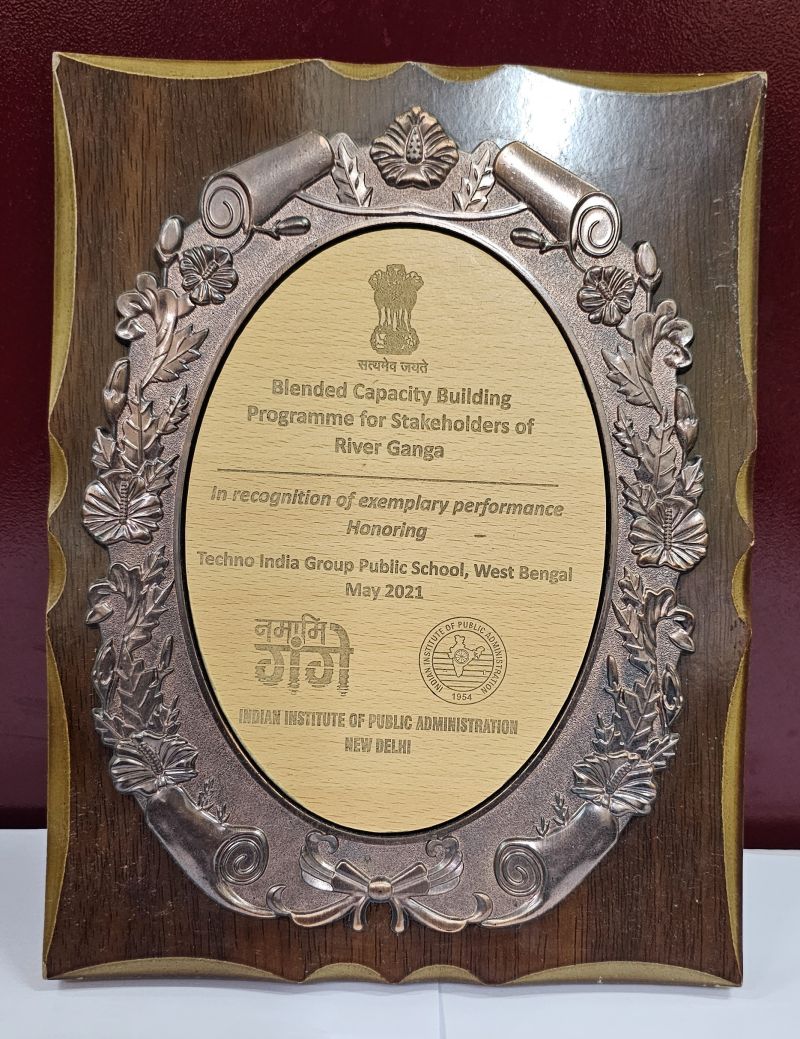 सत्यमेव जयते
Blended Capacity Building
Programme for Stakeholders of
River Ganga
In recognition of exemplary performance
Honoring
Techno India Group Public School, West Bengal
May 2021
नमामि
गंगे
INDIAN INSTITUTE OF PUBLIC ADMINISTRATION
1954
INDIAN INSTITUTE OF PUBLIC ADMINISTRATION
NEW DELHI